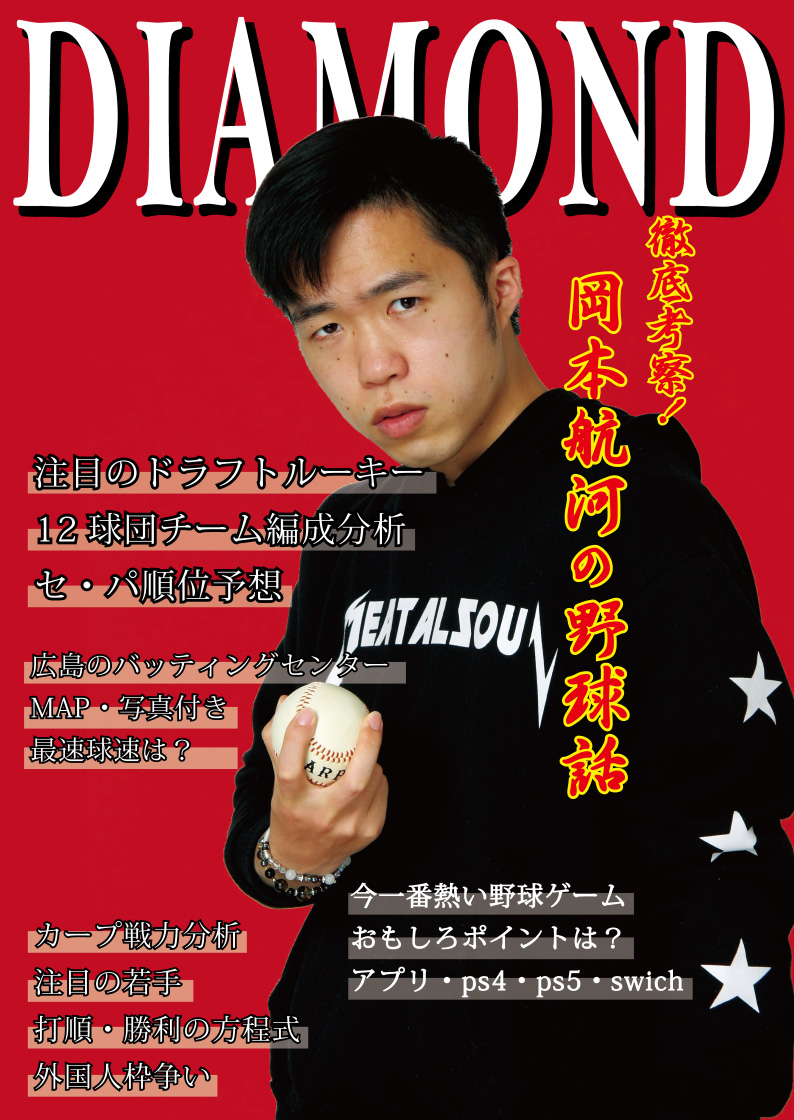 DIAMOND
徹底考察!
岡本航河の野球話
注目のドラフトルーキー
12球団チーム編成分析
セ・パ順位予想
MEATALSOU
広島のバッティングセンター
MAP・写真付き
最速球速は？
ARP
今一番熱い野球ゲーム
おもしろポイントは？
アプリ・ps4・ps5・swich
カープ戦力分析
注目の若手
打順・勝利の方程式
外国人枠争い